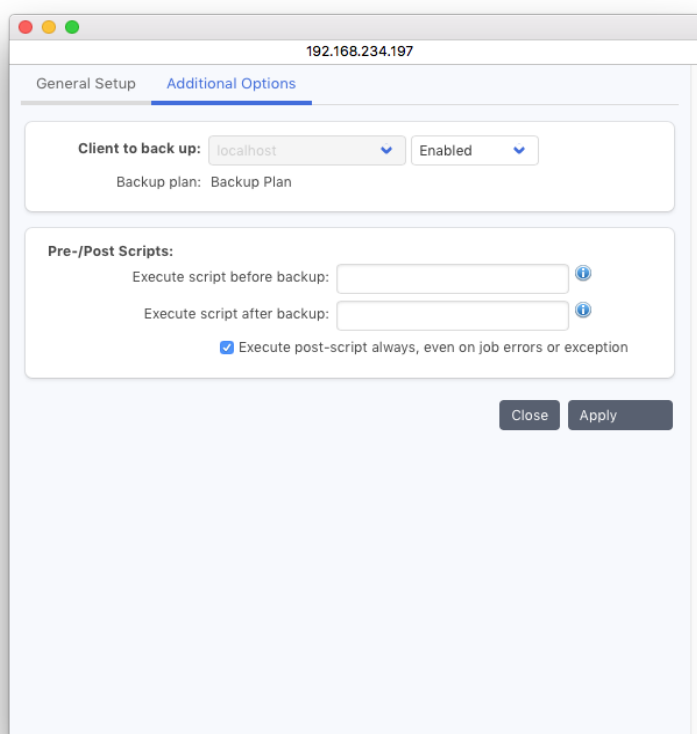 192.168.234.197
General Setup Additional Options
Client to back up: localhost Enabled
Backup plan: Backup Plan
Pre-/Post Scripts:
Execute script before backup:
Execute script after backup:
Execute post-script always, even on job errors or exception
Close Apply